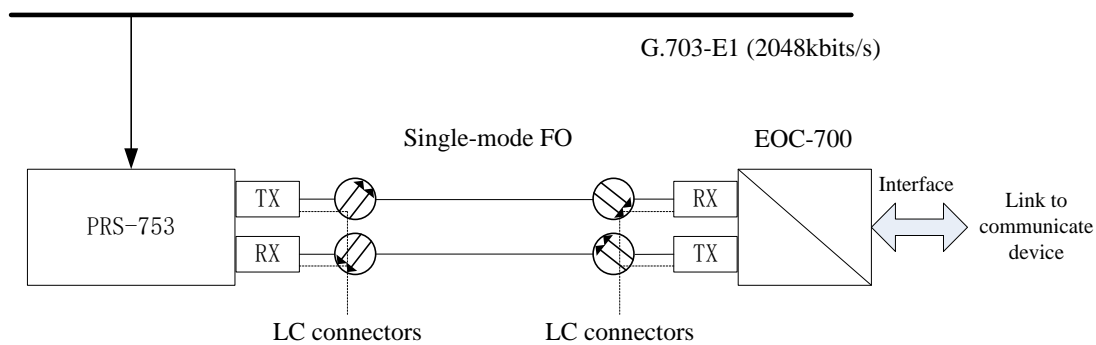 G.703-E1 (2048kbits/s)
Single-mode FO
EOC-700
TX
RX
Interface
Link to
communicate
device
PRS-753
RX
TX
LC connectors
LC connectors